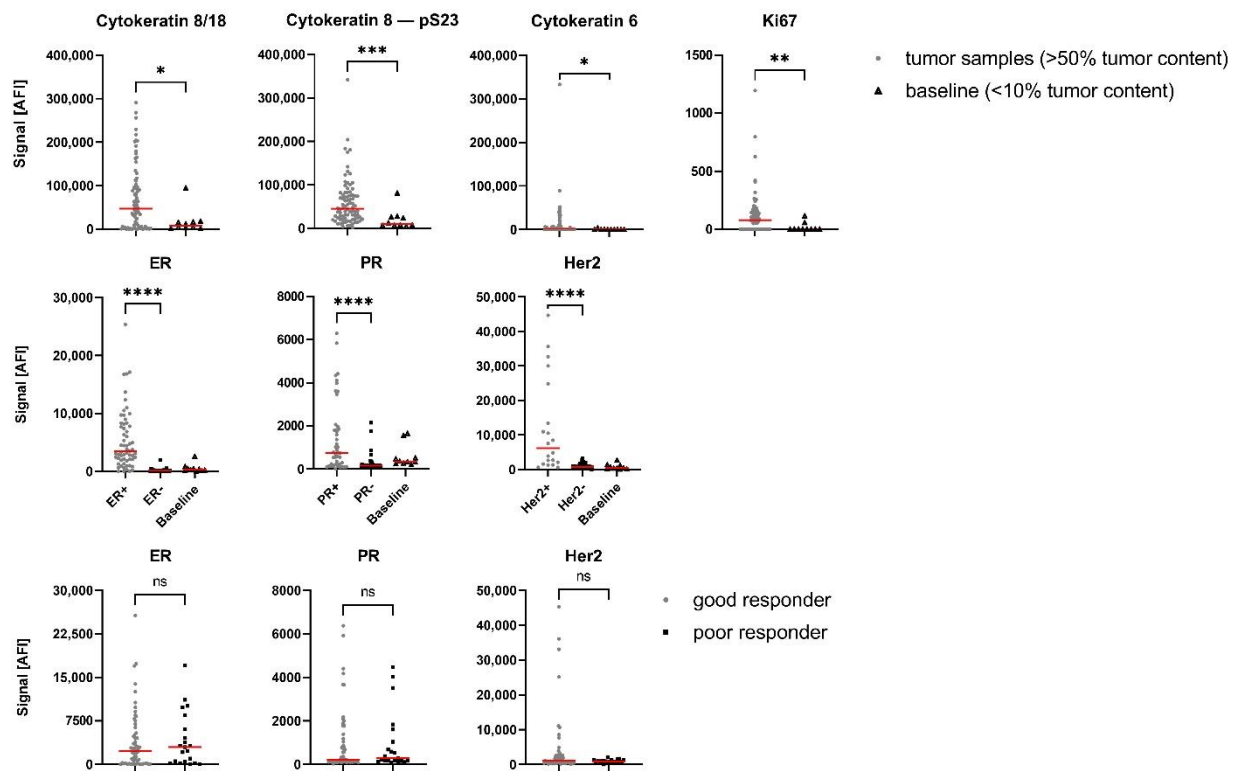 Cytokeratin 8/18
Cytokeratin 8 — pS23
Cytokeratin 6
Ki67
Signal [AFI]
400,000
300,000
200,000
100,000
0
*
400,000
300,000
200,000
100,000
0
***
400,000
300,000
200,000
100,000
0
*
1500
1000
500
0
**
tumor samples (>50% tumor content)
baseline (<10% tumor content)
ER
PR
Her2
Signal [AFI]
30,000
20,000
10,000
0
****
ER+
ER-
Baseline
8000
6000
4000
2000
0
****
PR+
PR-
Baseline
50,000
40,000
30,000
20,000
10,000
0
****
Her2+
Her2-
Baseline
ER
PR
Her2
Signal [AFI]
30,000
22,500
15,000
7500
0
ns
8000
6000
4000
2000
0
ns
50,000
40,000
30,000
20,000
10,000
0
ns
good responder
poor responder